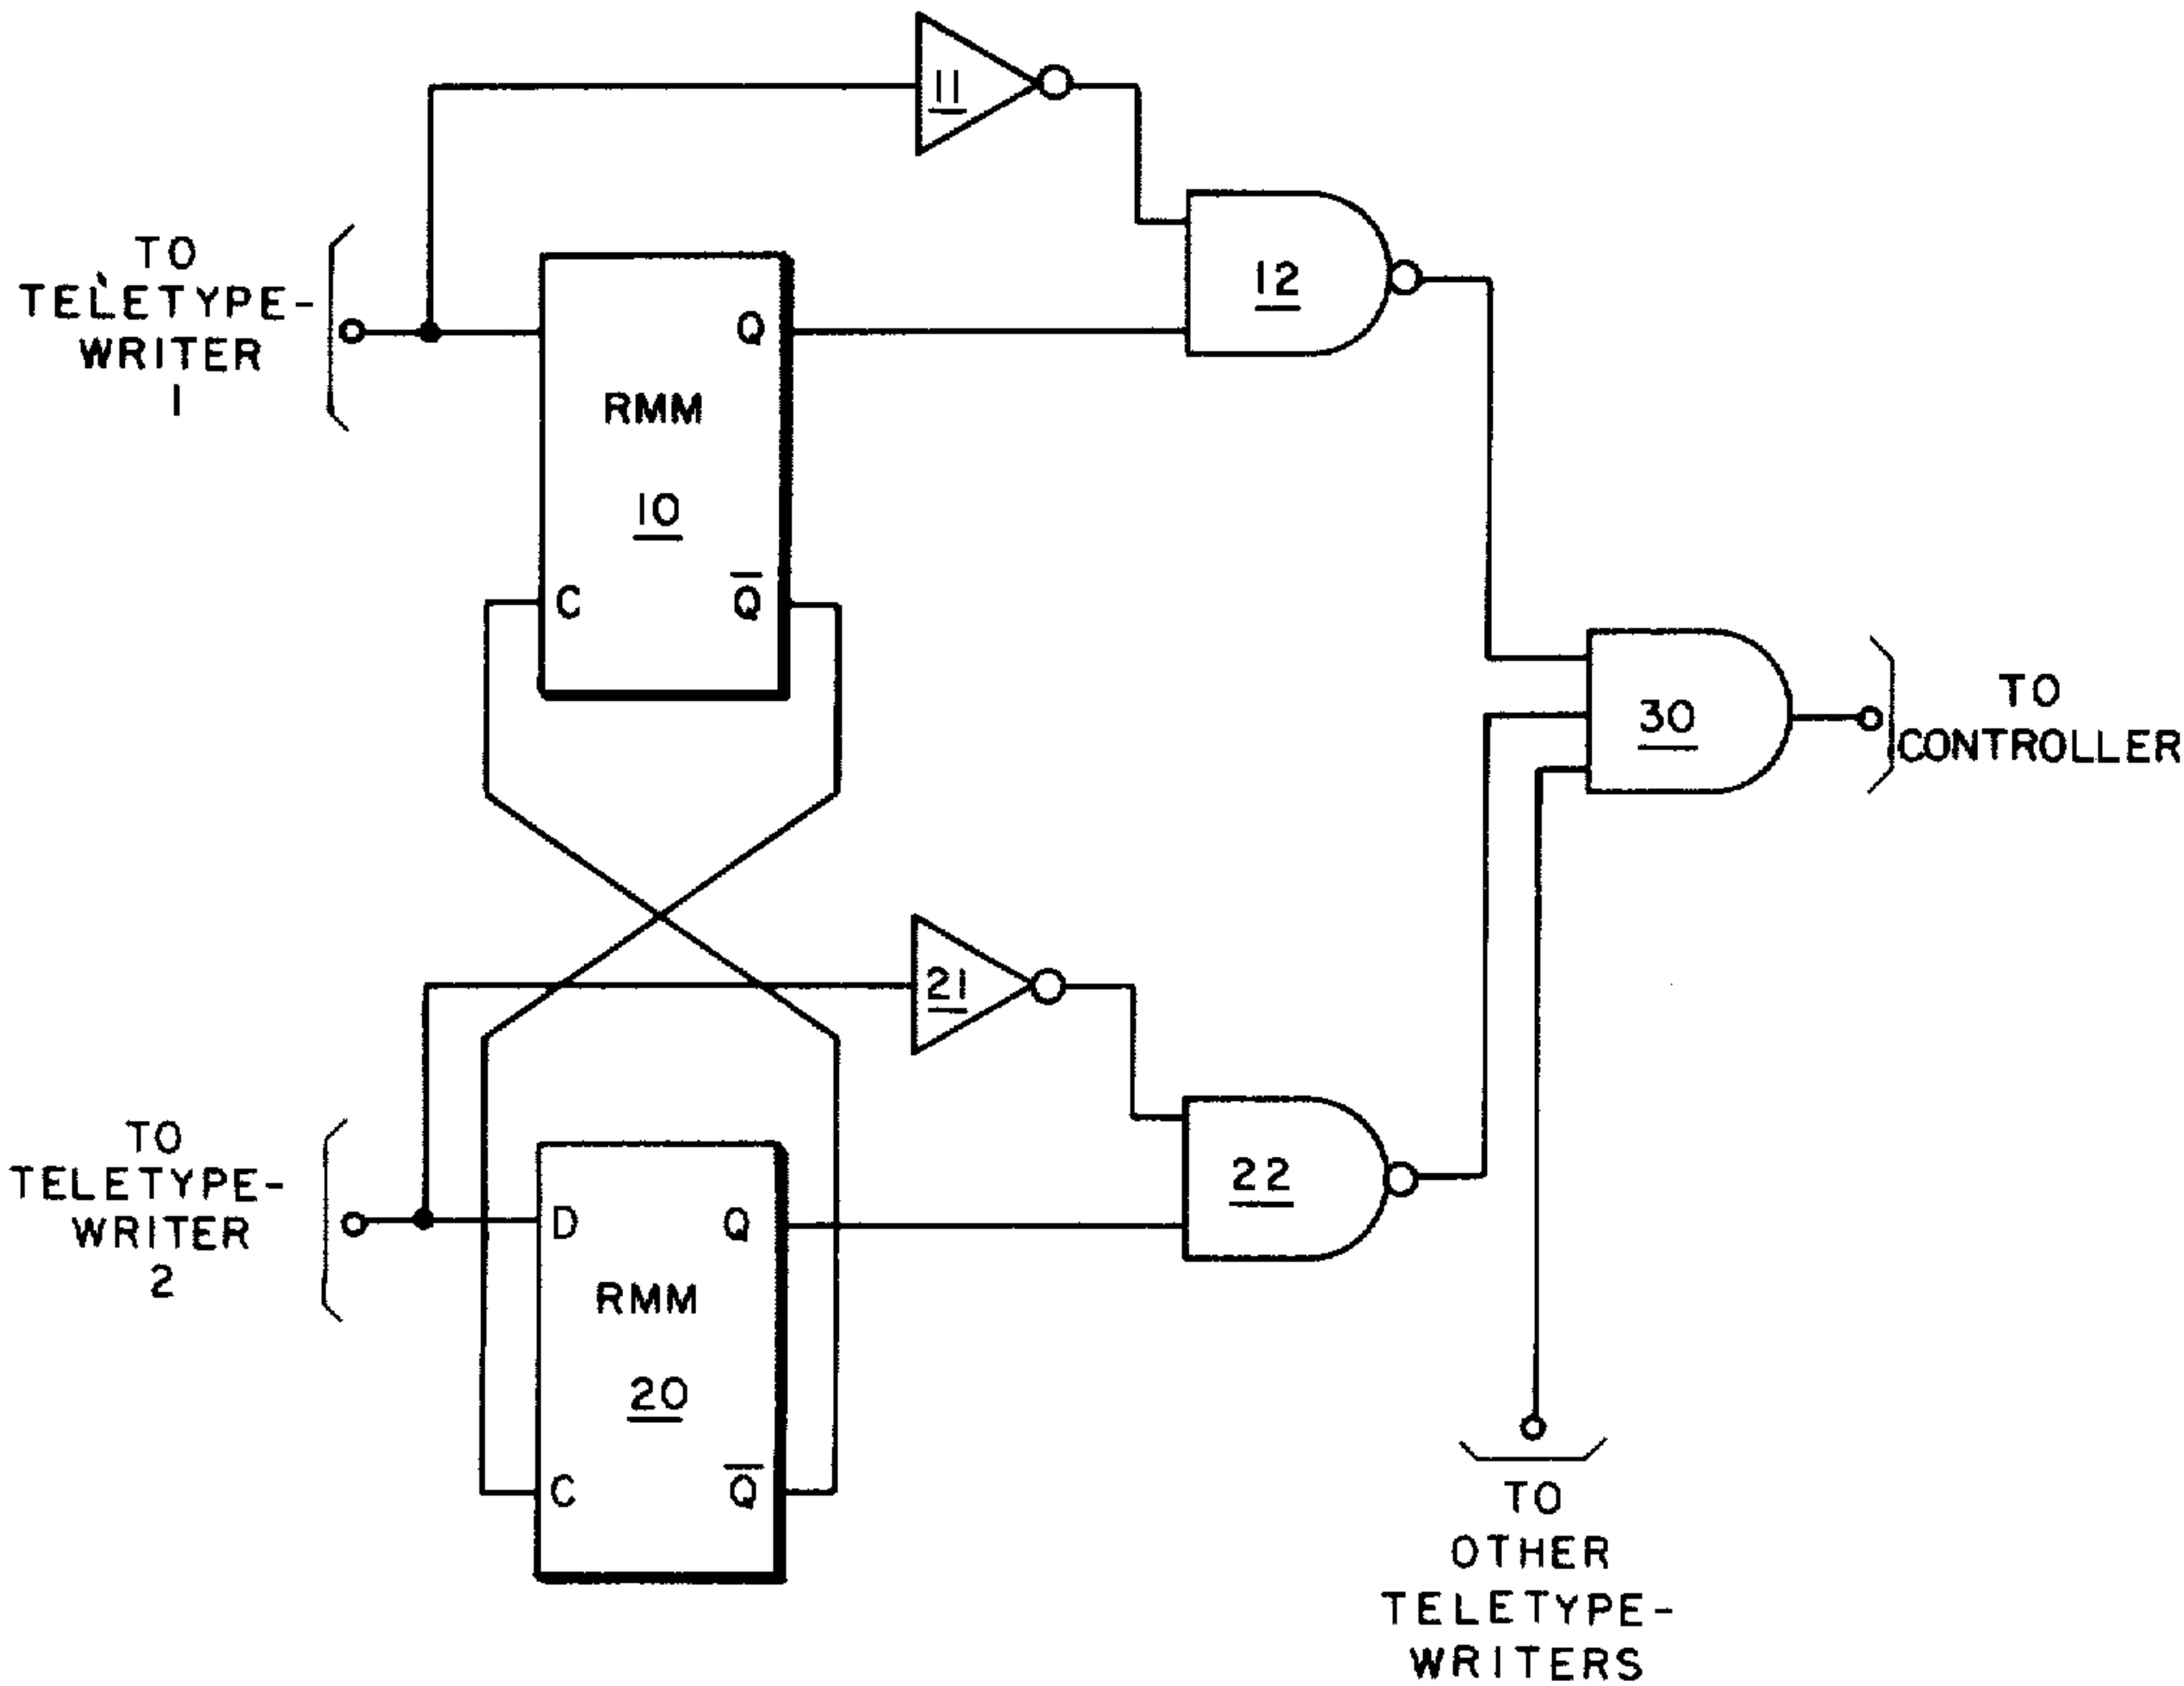 11
TO
TELETYPE-
WRITER
1
Q
RMM
10
C
Q̅
12
30
TO
CONTROLLER
21
TO
TELETYPE-
WRITER
2
D
Q
RMM
20
C
Q̅
22
TO
OTHER
TELETYPE-
WRITERS